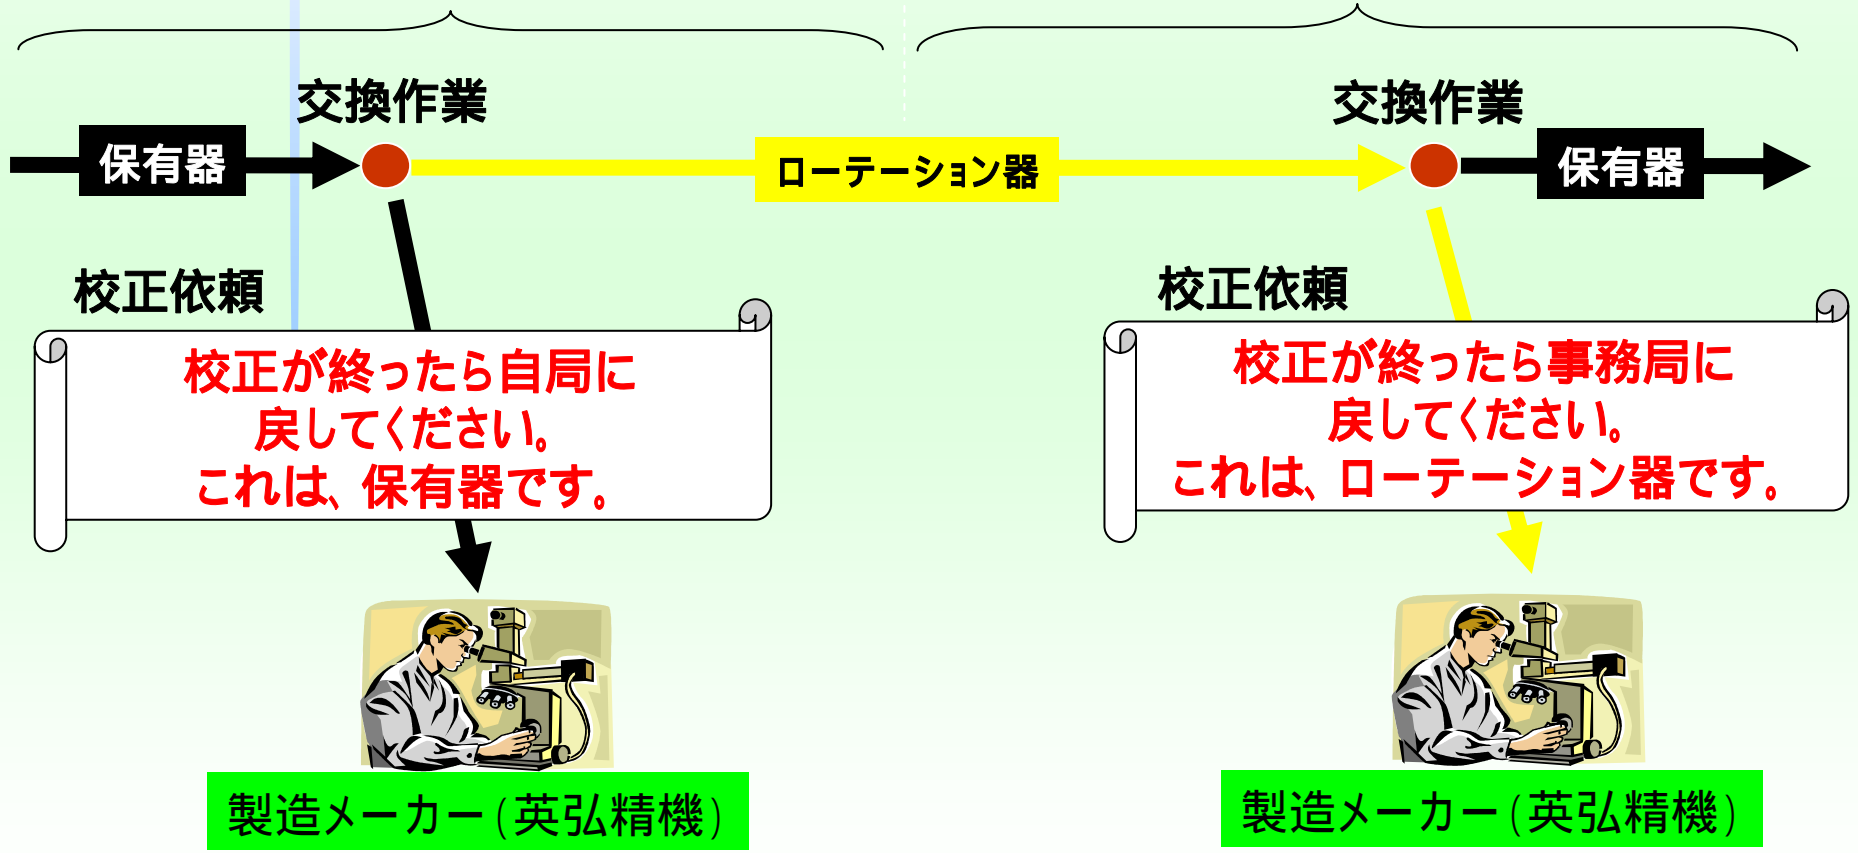 交換作業
交換作業
保有器
ローテーション器
保有器
校正依頼
校正が終ったら自局に
戻してください。
これは、保有器です。
校正依頼
校正が終ったら事務局に
戻してください。
これは、ローテーション器です。
製造メーカー(英弘精機)
製造メーカー(英弘精機)